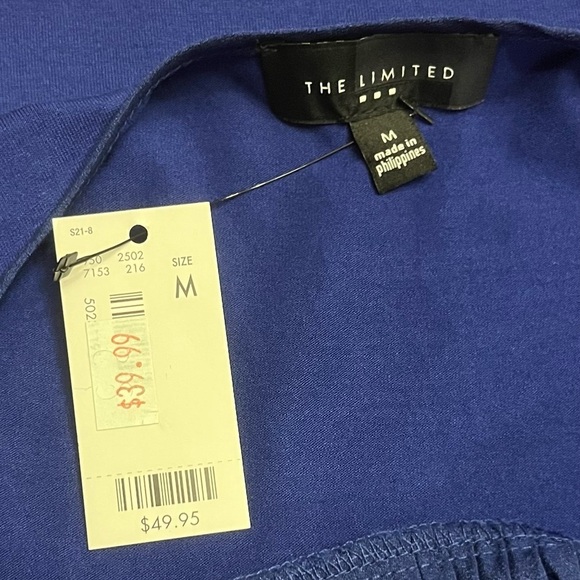 THE LIMITED
M
made in
philippines
S21-8
2502
7153 216
SIZE
M
502
$39.99
$49.95